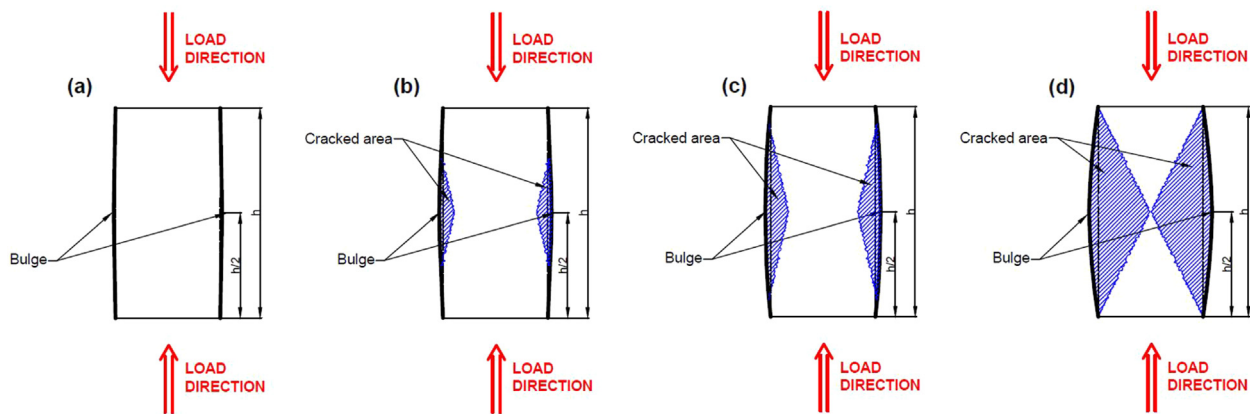 LOAD
DIRECTION
(a)
Bulge
h/2
h
LOAD
DIRECTION
LOAD
DIRECTION
(b)
Cracked area
Bulge
h/2
h
LOAD
DIRECTION
LOAD
DIRECTION
(c)
Cracked area
Bulge
h/2
h
LOAD
DIRECTION
LOAD
DIRECTION
(d)
Cracked area
Bulge
h/2
h
LOAD
DIRECTION